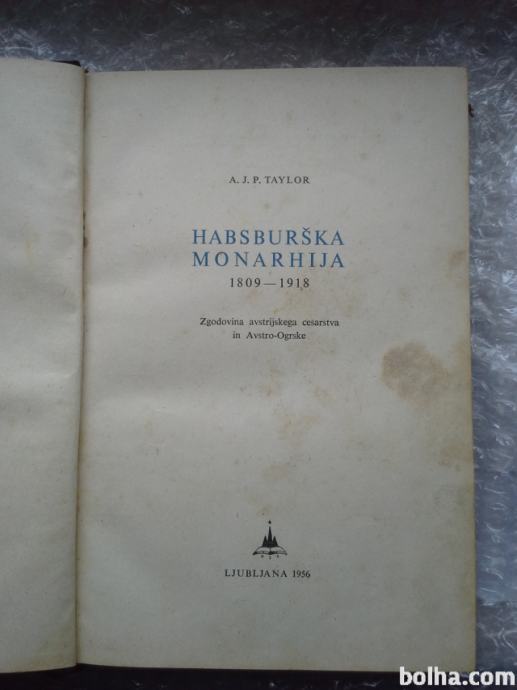 A. J. P. TAYLOR
HABSBURŠKA
MONARHIJA
1809—1918
Zgodovina avstrijskega cesarstva
in Avstro-Ogrske
LJUBLJANA 1956
bolha.com